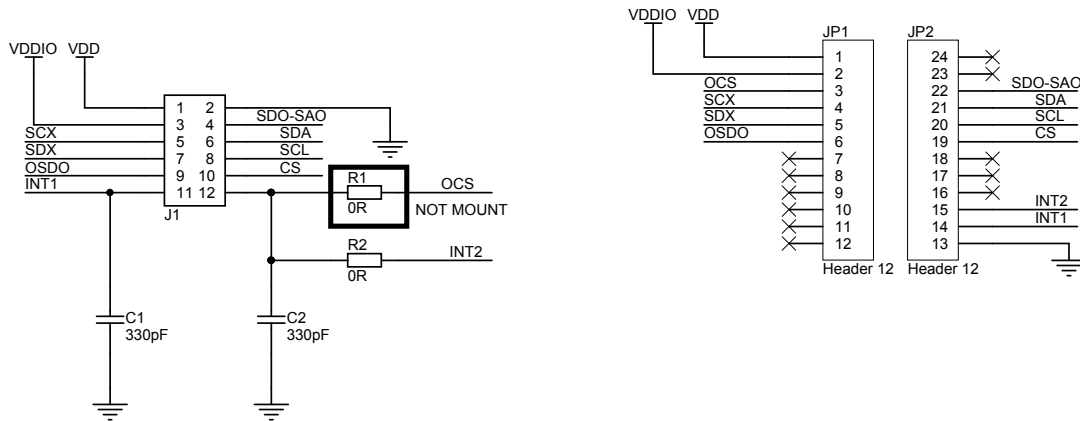 VDDIO VDD
1 2
3 4 SDO-SAO
SCX 5 6 SDA
SDX 7 8 SCL
OSDO 9 10 CS
INT1 11 12
J1
R1
0R
OCS
NOT MOUNT
R2
0R
INT2
C1
330pF
C2
330pF
VDDIO VDD
JP1
1
2
OCS 3
SCX 4
SDX 5
OSDO 6
7
8
9
10
11
12
Header 12
JP2
24
23
22 SDO-SAO
21 SDA
20 SCL
19 CS
18
17
16
15 INT2
14 INT1
13
Header 12